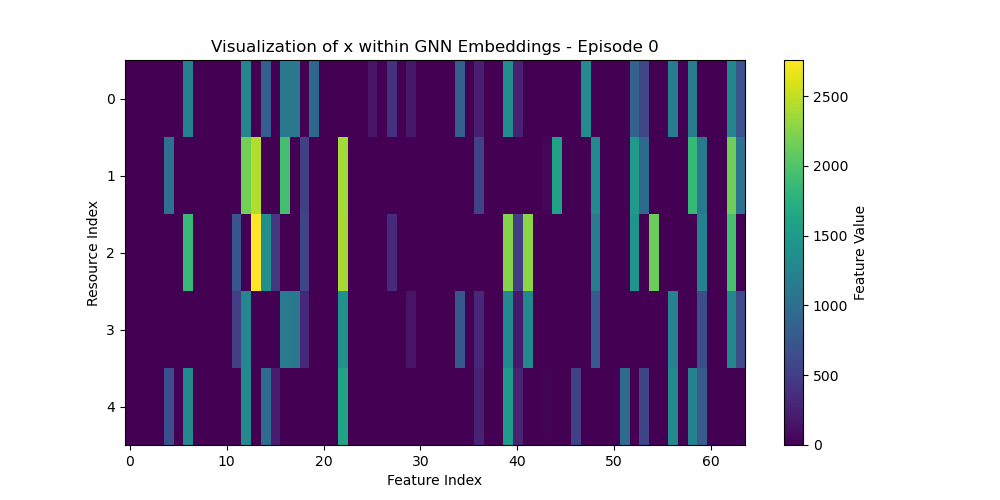 Visualization of x within GNN Embeddings - Episode 0
Resource Index
0
1
2
3
4
0 10 20 30 40 50 60
Feature Index
2500
2000
1500
1000
500
0
Feature Value